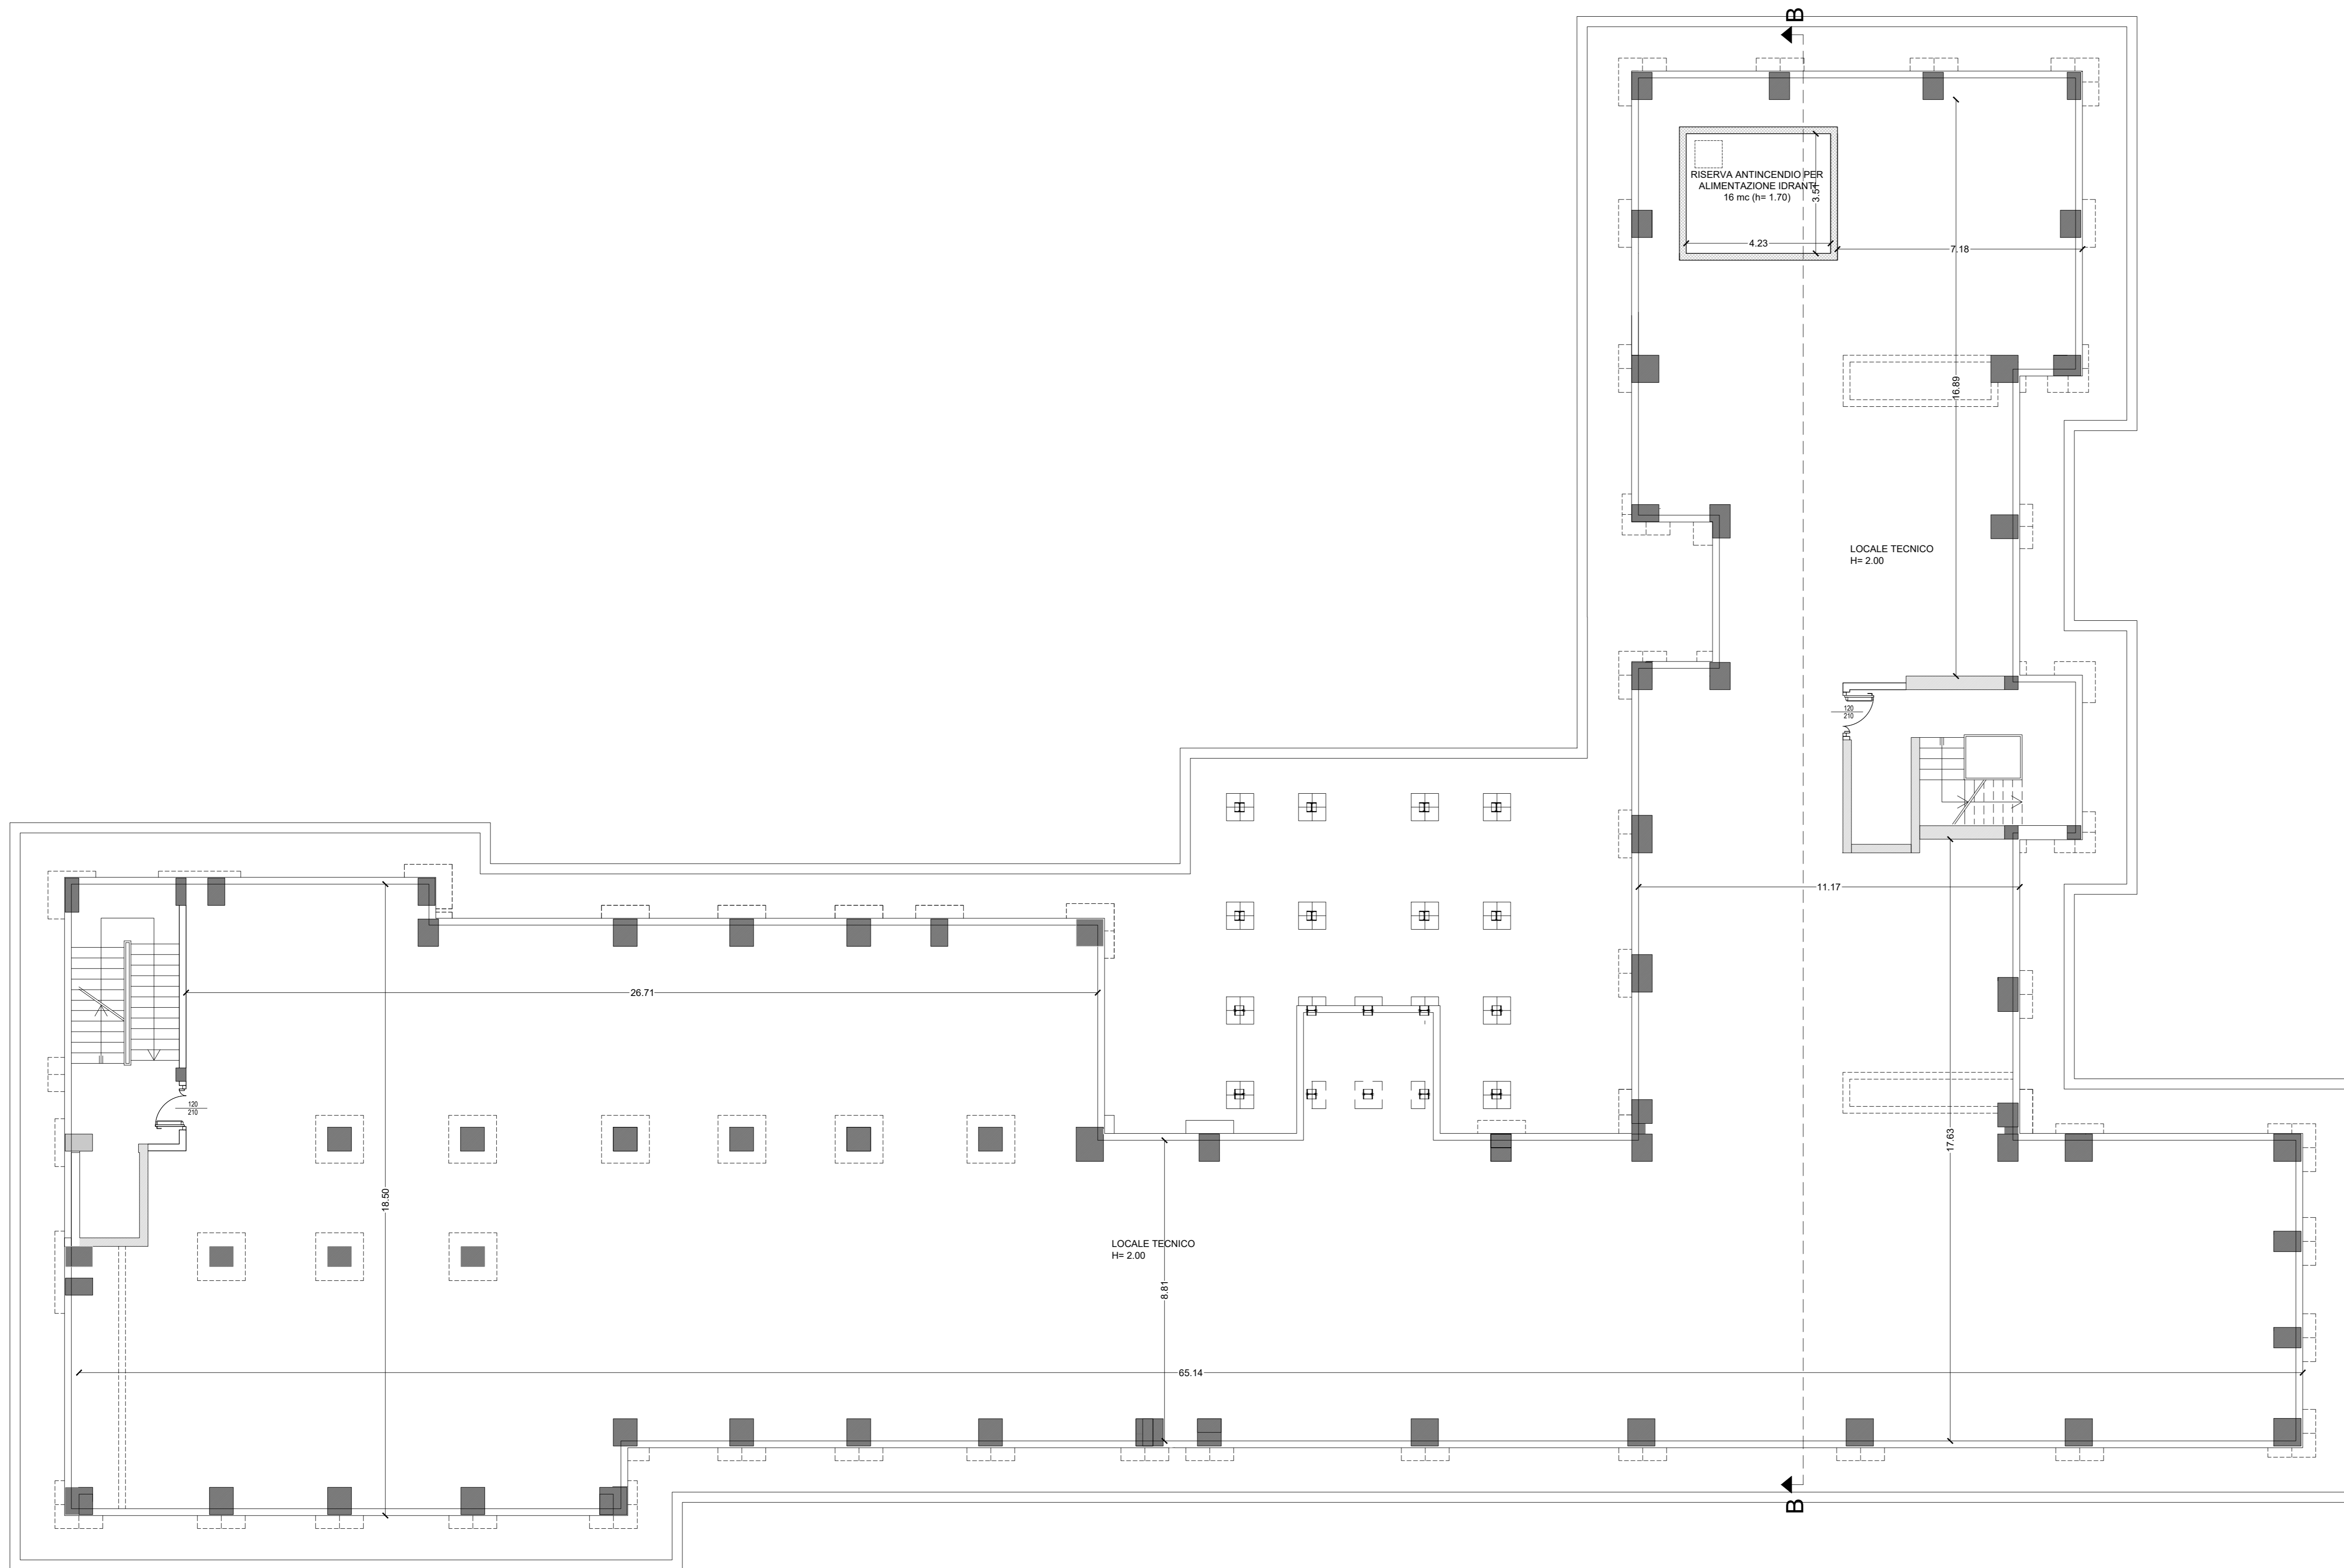 B
RISERVA ANTINCENDIO PER
ALIMENTAZIONE IDRANTI
16 mc (h= 1.70)
3.51
4.23
7.18
16.89
LOCALE TECNICO
H= 2.00
120
210
11.17
26.71
120
210
17.63
18.50
LOCALE TECNICO
H= 2.00
8.81
65.14
B